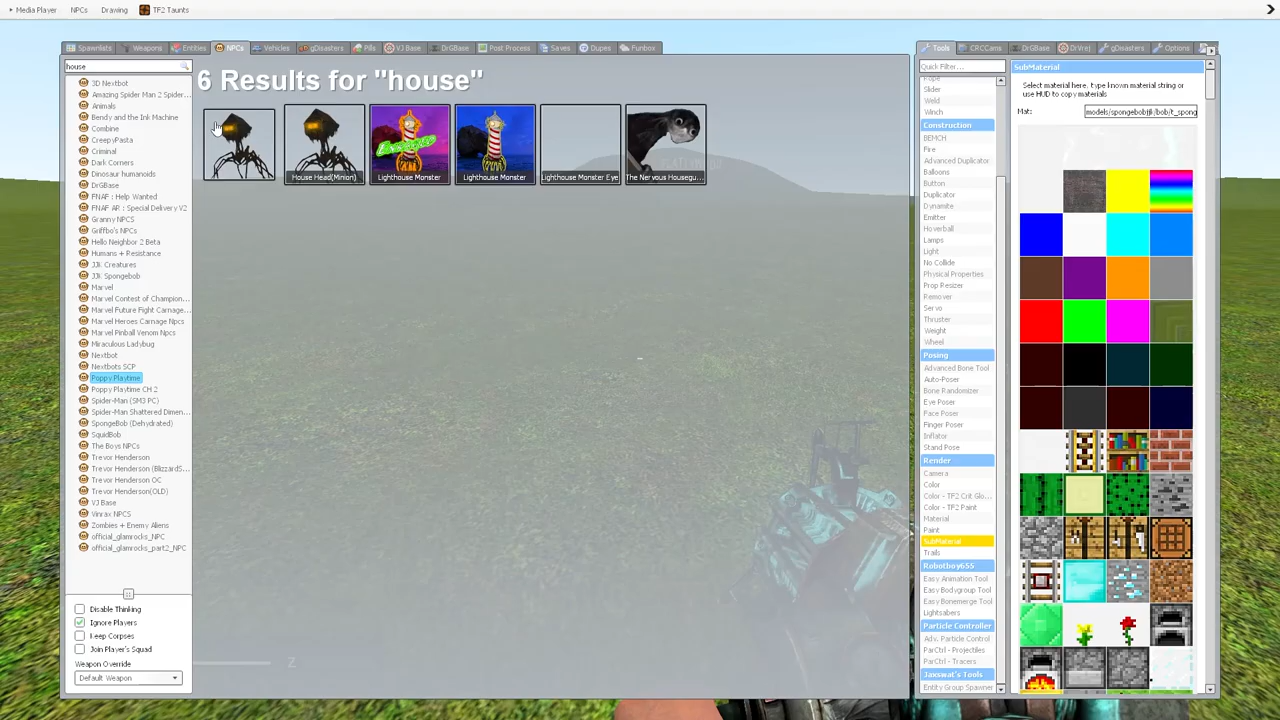 Media Player NPCs Drawing TF2 Taunts
Spawnlists Weapons Entities NPCs Vehicles gDisasters Pills VJ Base DrGBase Post Process Saves Dupes Funbox
house
6 Results for "house"
House Head(Minion)
Lighthouse Monster
Lighthouse Monster
Lighthouse Monster Eye
The Nervous Housegu...
3D Nextbot
Amazing Spider Man 2 Spider...
Animals
Bendy and the Ink Machine
Combine
CreepyPasta
Criminal
Dark Corners
Dinosaur humanoids
DrGBase
FNAF : Help Wanted
FNAF AR : Special Delivery V2
Granny NPCS
Griffbo's NPCs
Hello Neighbor 2 Beta
Humans + Resistance
JJK Creatures
JJK Spongebob
Marvel
Marvel Contest of Champion...
Marvel Future Fight Carnage...
Marvel Heroes Carnage Npcs
Marvel Pinball Venom Npcs
Miraculous Ladybug
Nextbot
Nextbots SCP
Poppy Playtime
Poppy Playtime CH 2
Spider-Man (SM3 PC)
Spider-Man Shattered Dimen...
SpongeBob (Dehydrated)
SquidBob
The Boys NPCs
Trevor Henderson
Trevor Henderson (BlizzardS...
Trevor Henderson OC
Trevor Henderson(OLD)
VJ Base
Vinrax NPCS
Zombies + Enemy Aliens
official_glamrocks_NPC
official_glamrocks_part2_NPC
Disable Thinking
Ignore Players
Keep Corpses
Join Player's Squad
Weapon Override
Default Weapon
Z
Tools CRCCams DrGBase DrVrej gDisasters Options
Quick Filter...
Rope
Slider
Weld
Winch
Construction
BEMCH
Fire
Advanced Duplicator
Balloons
Button
Duplicator
Dynamite
Emitter
Hoverball
Lamps
Light
No Collide
Physical Properties
Prop Resizer
Remover
Servo
Thruster
Weight
Wheel
Posing
Advanced Bone Tool
Auto-Poser
Bone Randomizer
Eye Poser
Face Poser
Finger Poser
Inflator
Stand Pose
Render
Camera
Color
Color - TF2 Crit Glo...
Color - TF2 Paint
Material
Paint
SubMaterial
Trails
Robotboy655
Easy Animation Tool
Easy Bodygroup Tool
Easy Bonemerge Tool
Lightsabers
Particle Controller
Adv. Particle Control
ParCtrl - Projectiles
ParCtrl - Tracers
Jaxswat's Tools
Entity Group Spawner
SubMaterial
Select material here, type known material string or use HUD to copy materials
Mat:
models/spongebobjjk/bob/t_spong